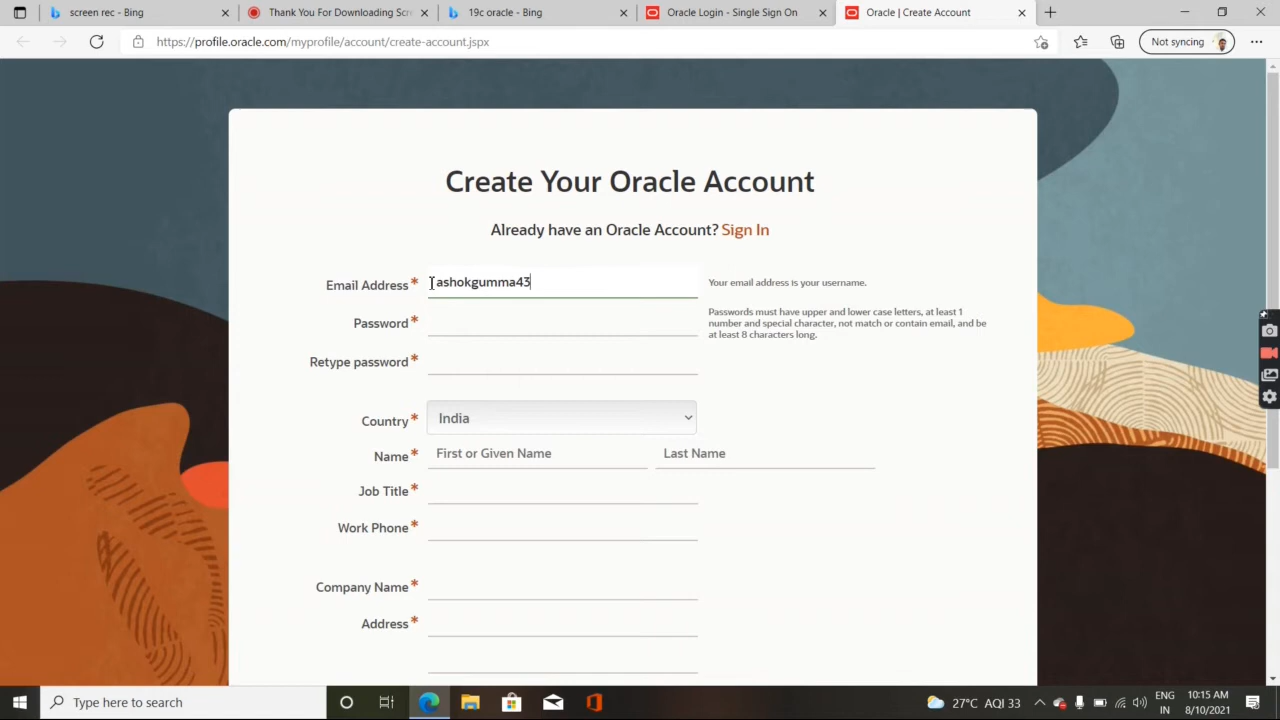 screen rec - Bing
Thank You For Downloading Scr
19c oracle - Bing
Oracle Login - Single Sign On
Oracle | Create Account
https://profile.oracle.com/myprofile/account/create-account.jspx
Not syncing
Create Your Oracle Account
Already have an Oracle Account? Sign In
Email Address* ashokgumma43
Your email address is your username.
Password*
Passwords must have upper and lower case letters, at least 1
number and special character, not match or contain email, and be
at least 8 characters long.
Retype password*
Country* India
Name* First or Given Name Last Name
Job Title*
Work Phone*
Company Name*
Address*
Type here to search
27°C AQI 33
ENG
IN
10:15 AM
8/10/2021